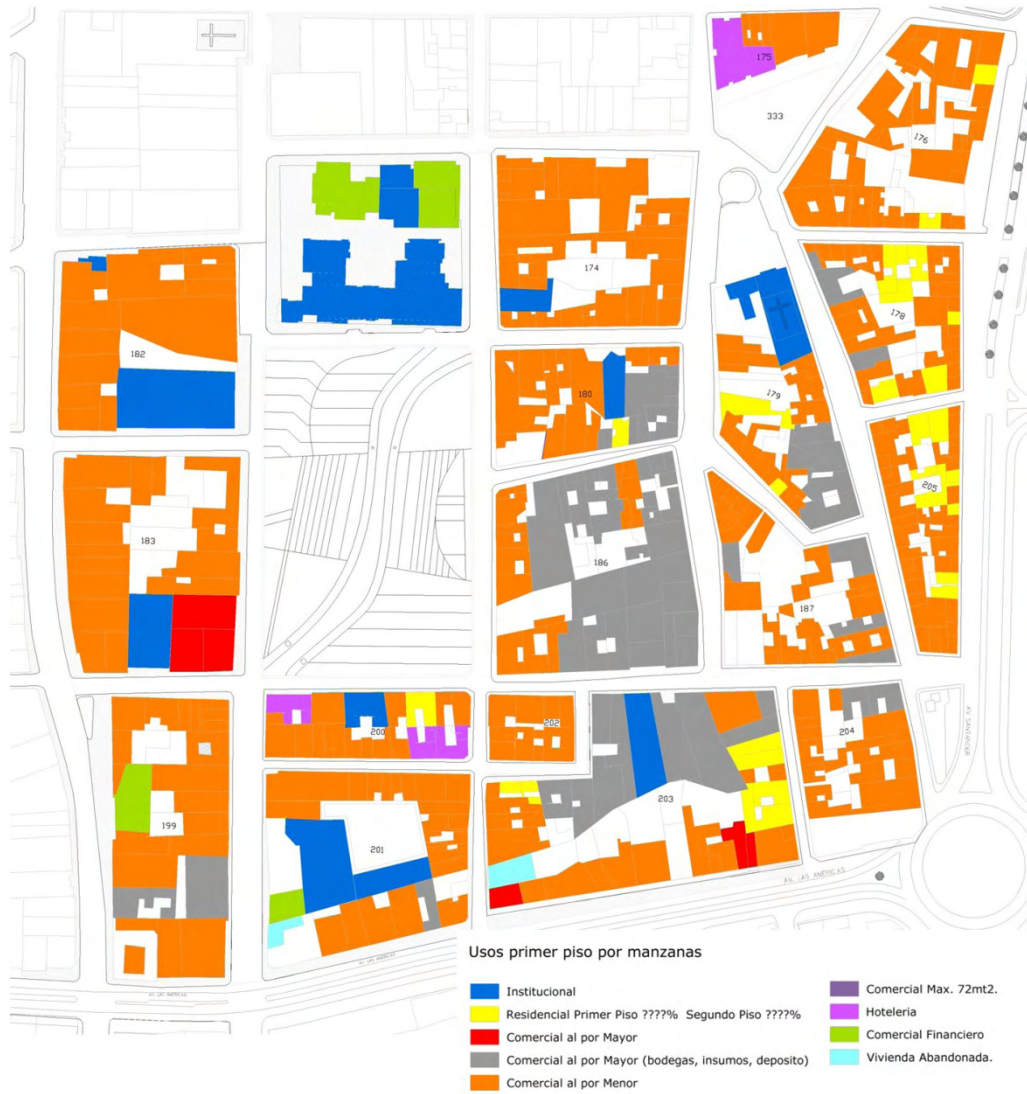 175
333
176
174
178
182
179
180
205
183
186
187
202
200
204
AV. SANTANDER
203
199
201
AV. LAS AMERICAS
AV. LAS AMERICAS
AV. LAS AMERICAS
Usos primer piso por manzanas
Institucional
Residencial Primer Piso ????% Segundo Piso ????%
Comercial al por Mayor
Comercial al por Mayor (bodegas, insumos, deposito)
Comercial al por Menor
Comercial Max. 72mt2.
Hoteleria
Comercial Financiero
Vivienda Abandonada.